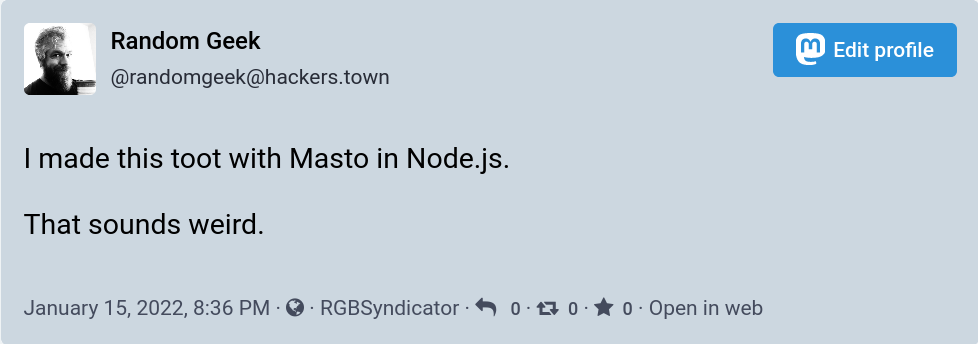 Random Geek
@randomgeek@hackers.town
Edit profile
I made this toot with Masto in Node.js.
That sounds weird.
January 15, 2022, 8:36 PM · · RGBSyndicator · 0 · 0 · 0 · Open in web